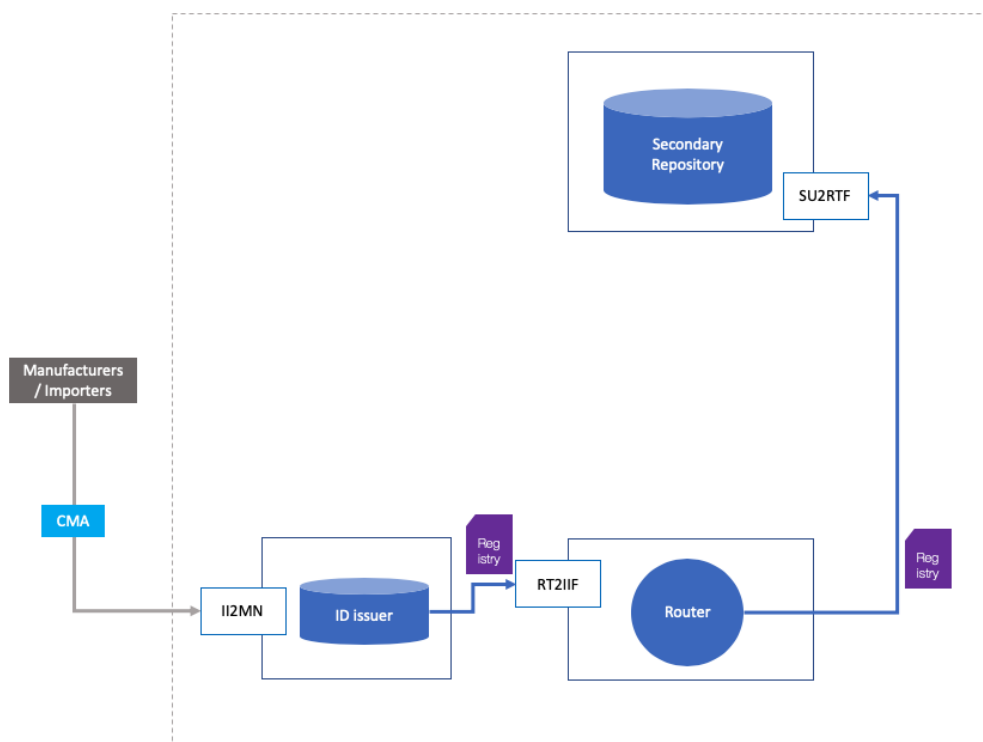 Secondary
Repository
SU2RTF
Manufacturers
/ Importers
CMA
Reg
istry
Reg
istry
RT2IIF
II2MN
ID issuer
Router